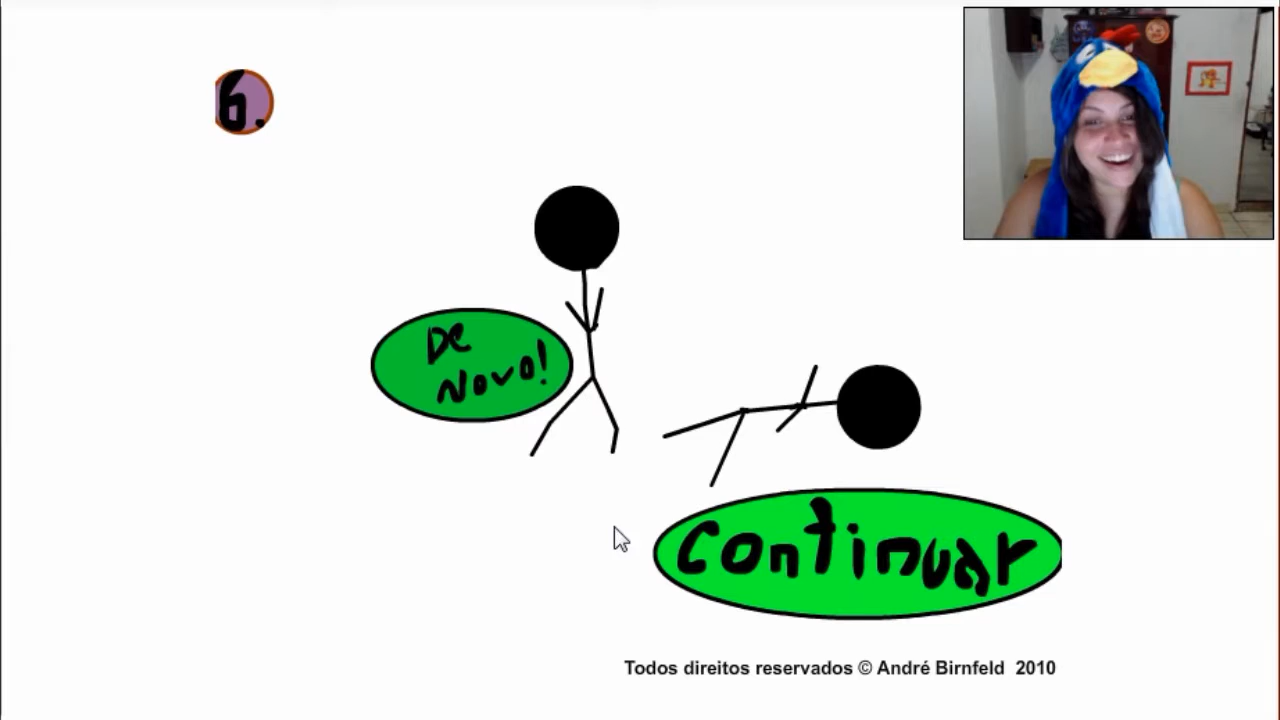 6.
De
Novo!
Continuar
Todos direitos reservados © André Birnfeld 2010